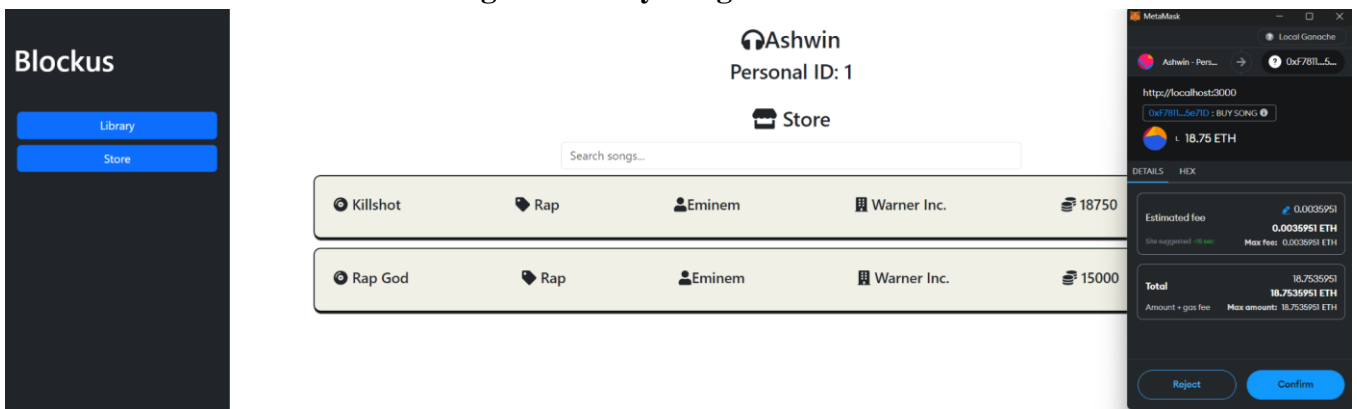 Blockus
Library
Store
Ashwin
Personal ID: 1
Store
Search songs...
Killshot Rap Eminem Warner Inc. 18750
Rap God Rap Eminem Warner Inc. 15000
MetaMask
Local Ganache
Ashwin - Pers... 0xF7811...5...
http://localhost:3000
0xF7811...5e71D : BUY SONG
18.75 ETH
DETAILS HEX
Estimated fee 0.0035951
0.0035951 ETH
Site suggested Max fee: 0.0035951 ETH
Total 18.7535951
18.7535951 ETH
Amount + gas fee Max amount: 18.7535951 ETH
Reject Confirm